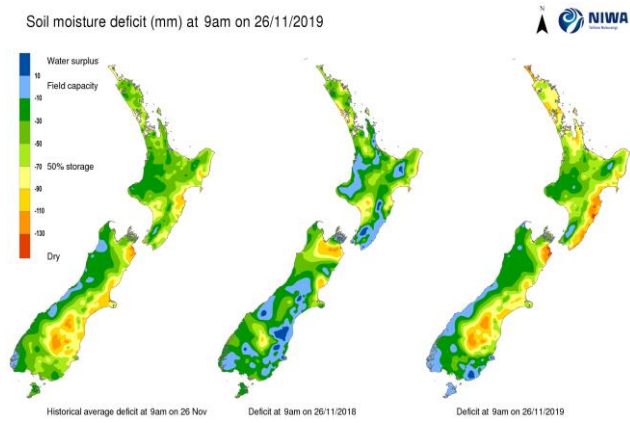 Soil moisture deficit (mm) at 9am on 26/11/2019
N
NIWA
Taihoro Nukurangi
Water surplus
10
Field capacity
-10
-30
-50
50% storage
-70
-90
-110
-130
Dry
Historical average deficit at 9am on 26 Nov
Deficit at 9am on 26/11/2018
Deficit at 9am on 26/11/2019